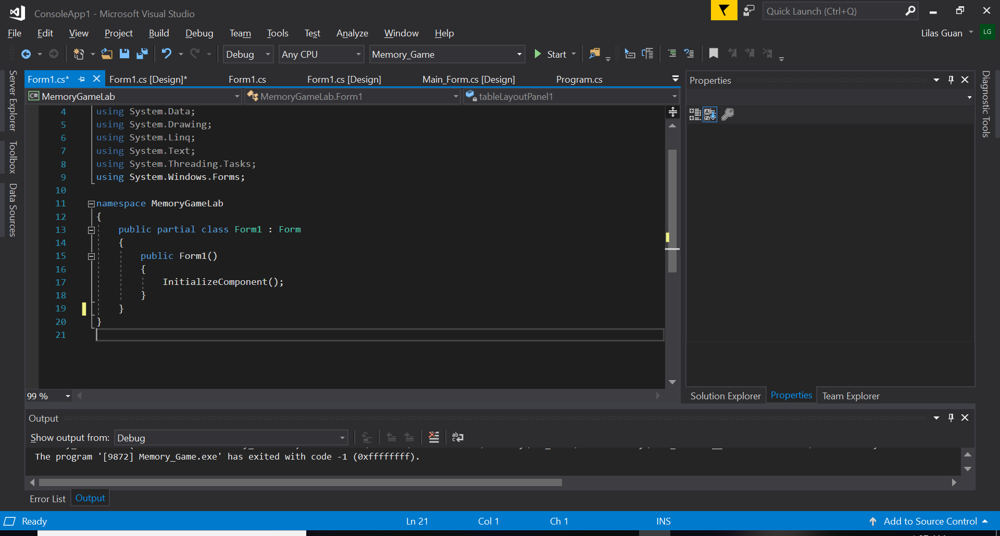 ConsoleApp1 - Microsoft Visual Studio
Quick Launch (Ctrl+Q)
File Edit View Project Build Debug Team Tools Test Analyze Window Help
Lilas Guan LG
Debug Any CPU Memory_Game Start
Server Explorer
Toolbox
Data Sources
Form1.cs* Form1.cs [Design]* Form1.cs Form1.cs [Design] Main_Form.cs [Design] Program.cs
C# MemoryGameLab MemoryGameLab.Form1 tableLayoutPanel1
4 using System.Data;
5 using System.Drawing;
6 using System.Linq;
7 using System.Text;
8 using System.Threading.Tasks;
9 using System.Windows.Forms;
10
11 namespace MemoryGameLab
12 {
13 public partial class Form1 : Form
14 {
15 public Form1()
16 {
17 InitializeComponent();
18 }
19 }
20 }
21
99 %
Properties
Diagnostic Tools
Solution Explorer Properties Team Explorer
Output
Show output from: Debug
The program '[9872] Memory_Game.exe' has exited with code -1 (0xffffffff).
Error List Output
Ready Ln 21 Col 1 Ch 1 INS Add to Source Control